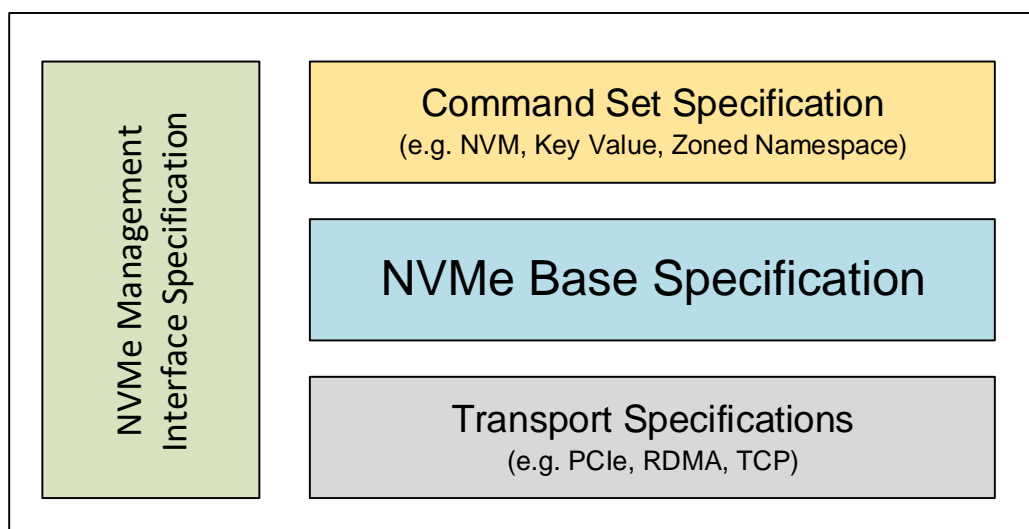 NVMe Management
Interface Specification
Command Set Specification
(e.g. NVM, Key Value, Zoned Namespace)
NVMe Base Specification
Transport Specifications
(e.g. PCIe, RDMA, TCP)